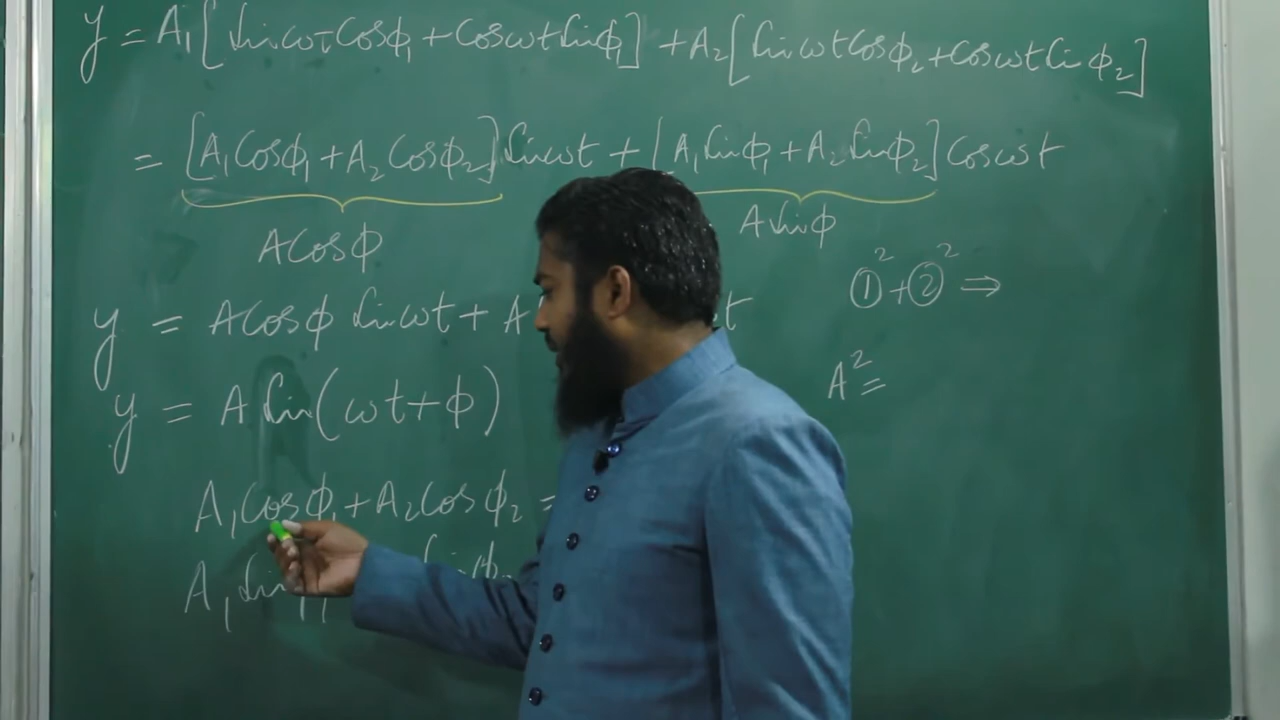 y = A₁[sinωt cosφ₁ + cosωt sinφ₁] + A₂[sinωt cosφ₂ + cosωt sinφ₂]
= [A₁cosφ₁ + A₂cosφ₂] sinωt + [A₁sinφ₁ + A₂sinφ₂] cosωt
Acosφ
Asinφ
y = Acosφ sinωt + A t
y = A sin(ωt+φ)
A₁cosφ₁ + A₂cosφ₂ =
A₁sin
①² + ②² ⇒
A² =